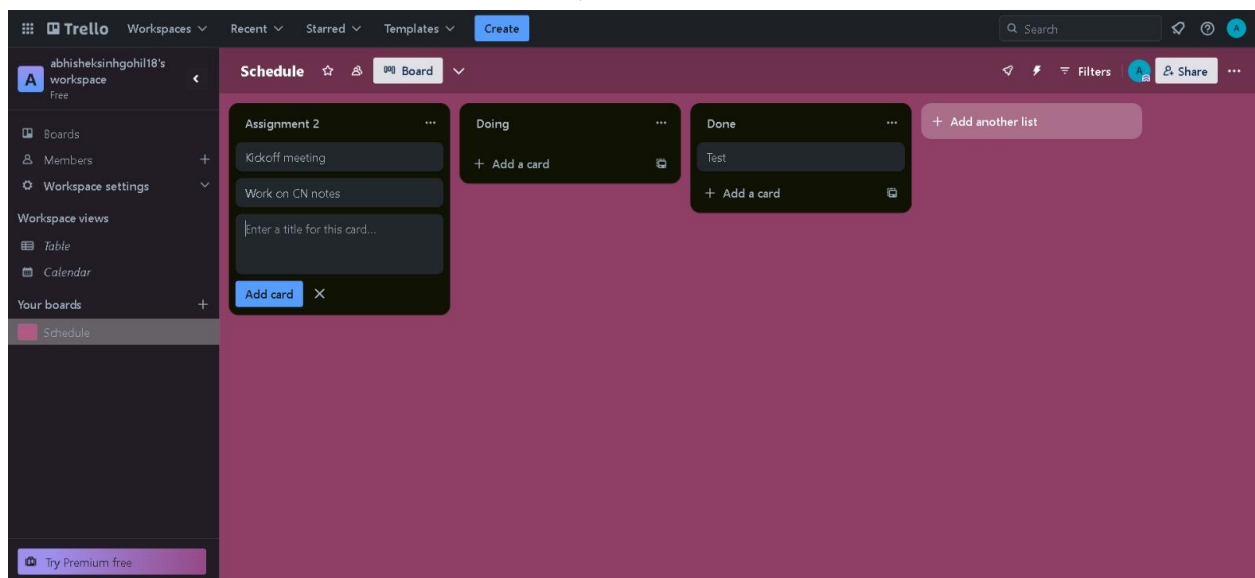 Trello Workspaces Recent Starred Templates Create Search
A abhisheksinhgohil18's
workspace
Free
Schedule Board Filters A Share
Boards
Members
Workspace settings
Workspace views
Table
Calendar
Your boards
Schedule
Try Premium free
Assignment 2
Kickoff meeting
Work on CN notes
Enter a title for this card...
Add card
Doing
+ Add a card
Done
Test
+ Add a card
+ Add another list